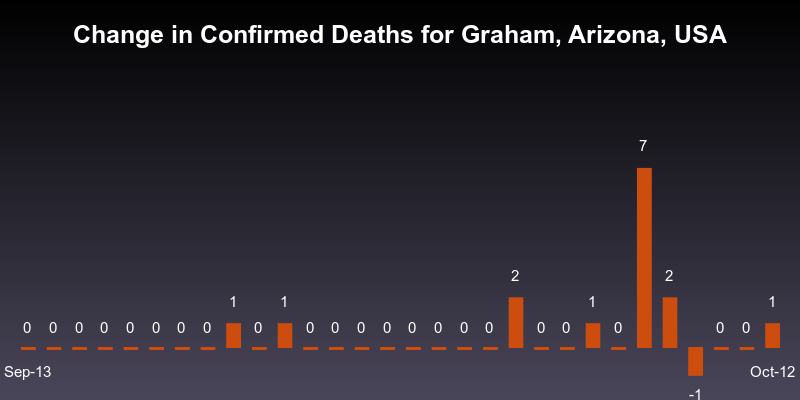 Change in Confirmed Deaths for Graham, Arizona, USA
7
2 2
1 1 1 1
0 0 0 0 0 0 0 0 0 0 0 0 0 0 0 0 0 0 0 0 0 0
Sep-13 Oct-12
-1